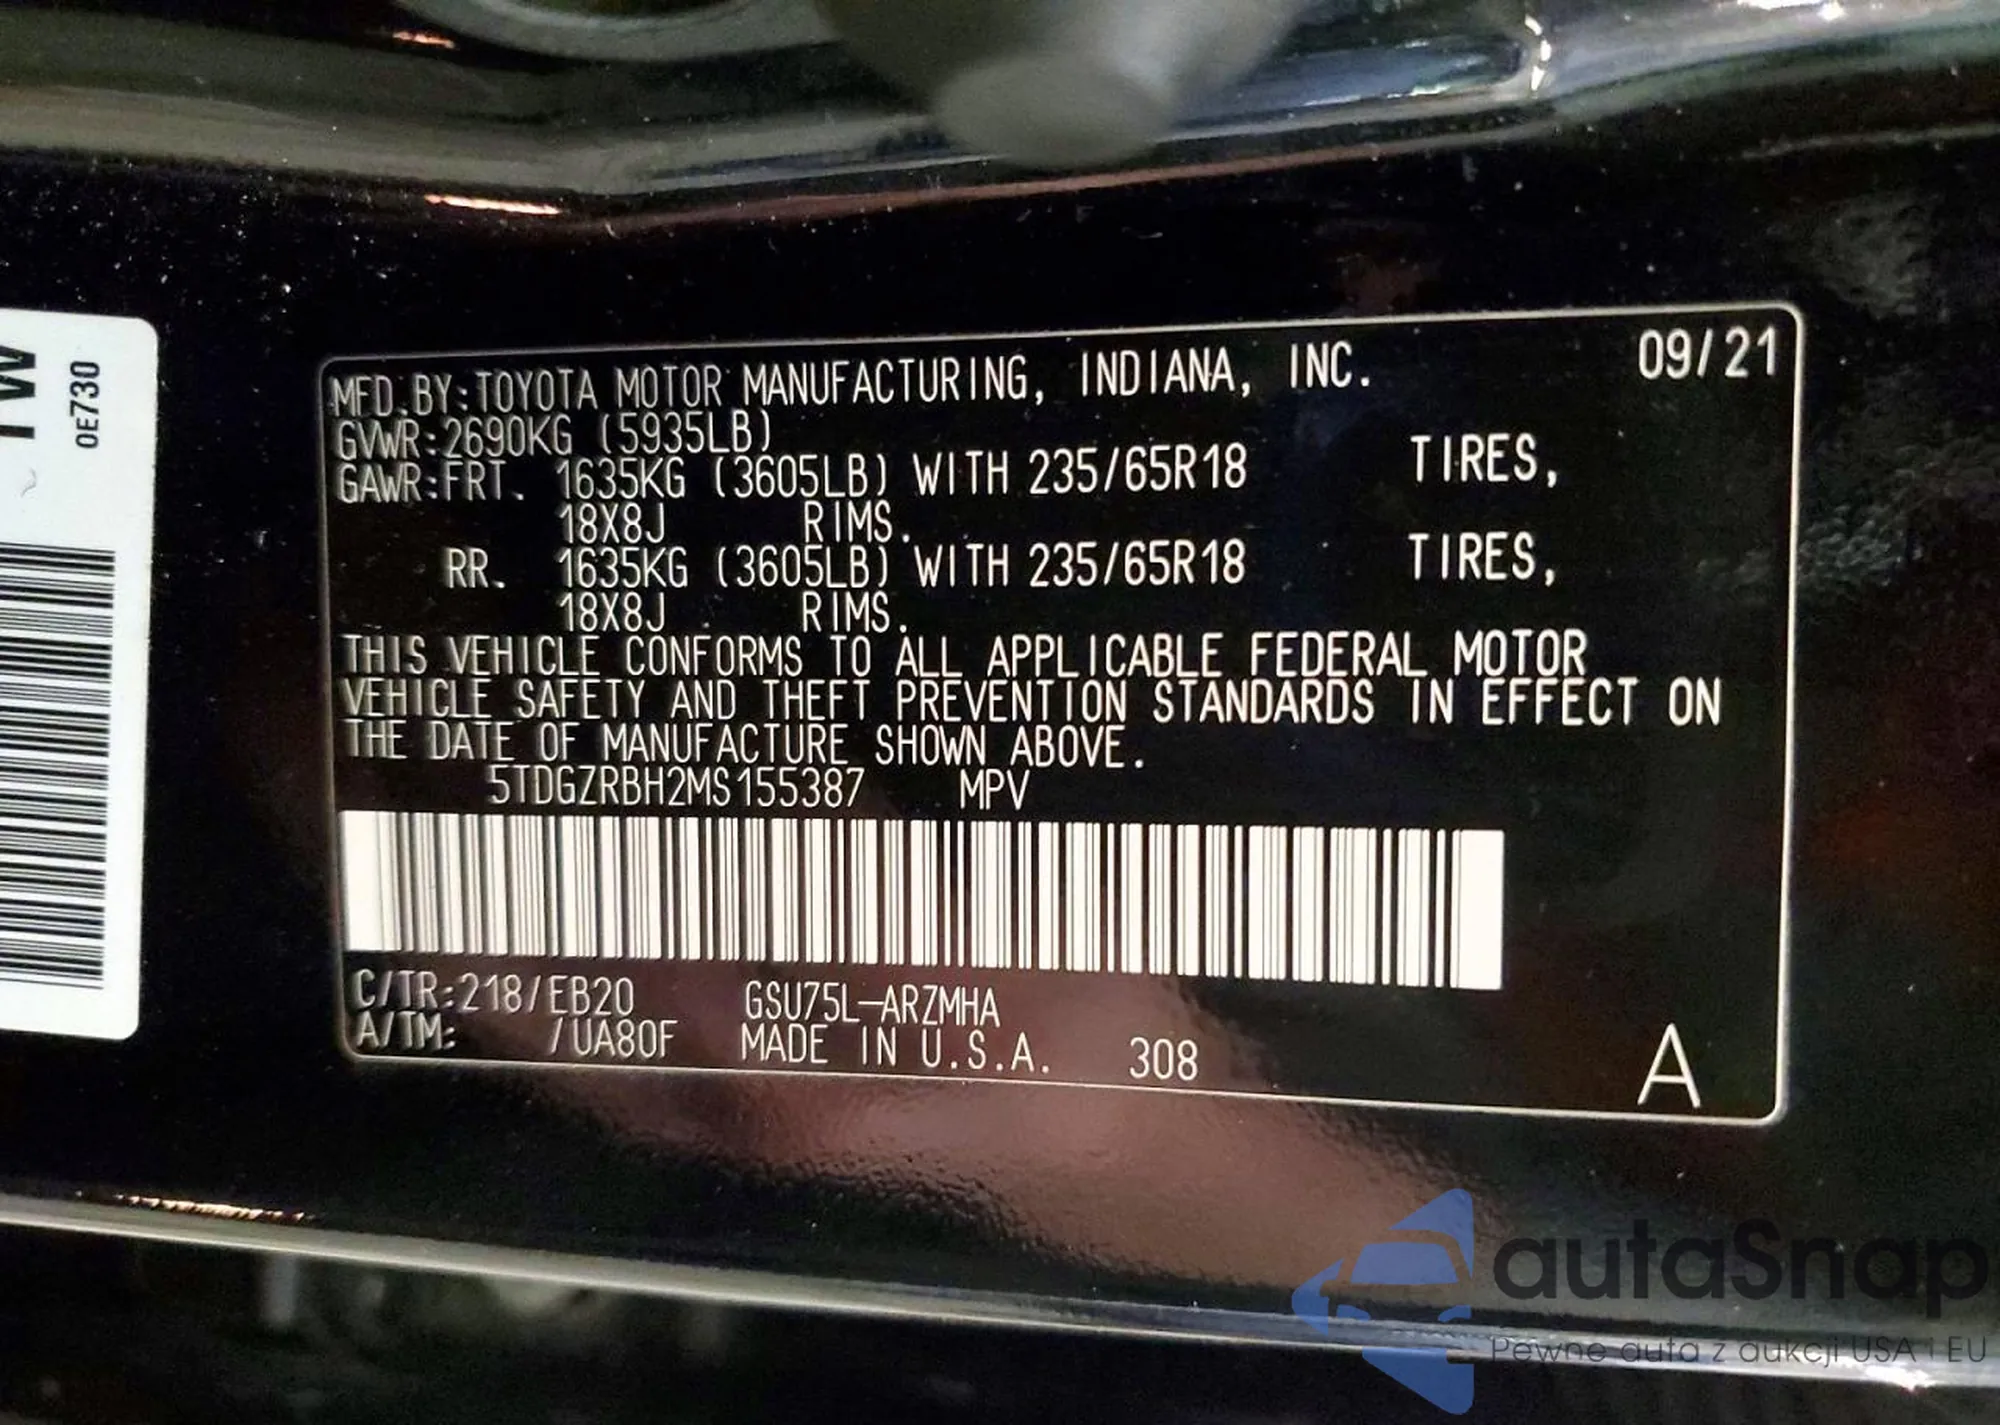 TW
0E730
MFD.BY:TOYOTA MOTOR MANUFACTURING, INDIANA, INC. 09/21
GVWR:2690KG (5935LB)
GAWR:FRT. 1635KG (3605LB) WITH 235/65R18 TIRES,
18X8J RIMS.
RR. 1635KG (3605LB) WITH 235/65R18 TIRES,
18X8J RIMS.
THIS VEHICLE CONFORMS TO ALL APPLICABLE FEDERAL MOTOR
VEHICLE SAFETY AND THEFT PREVENTION STANDARDS IN EFFECT ON
THE DATE OF MANUFACTURE SHOWN ABOVE.
5TDGZRBH2MS155387 MPV
C/TR:218/EB20 GSU75L-ARZMHA
A/TM: /UA80F MADE IN U.S.A. 308 A
autaSnap
Pewne auta z aukcji USA i EU